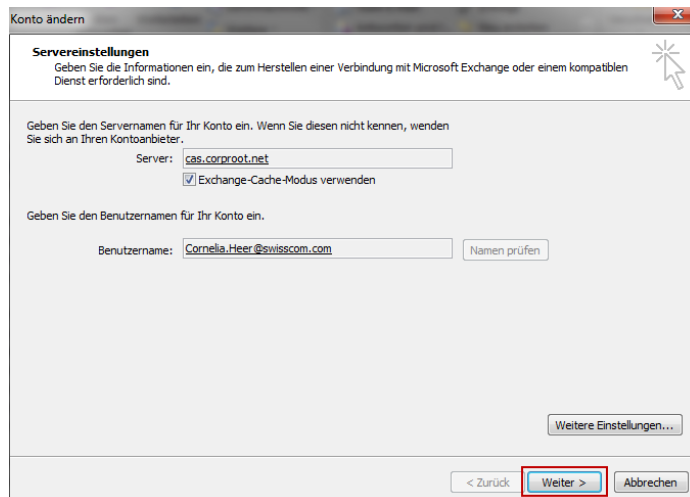 Konto ändern
Servereinstellungen
Geben Sie die Informationen ein, die zum Herstellen einer Verbindung mit Microsoft Exchange oder einem kompatiblen
Dienst erforderlich sind.
Geben Sie den Servernamen für Ihr Konto ein. Wenn Sie diesen nicht kennen, wenden
Sie sich an Ihren Kontoanbieter.
Server: cas.corproot.net
Exchange-Cache-Modus verwenden
Geben Sie den Benutzernamen für Ihr Konto ein.
Benutzername: Cornelia.Heer@swisscom.com Namen prüfen
Weitere Einstellungen...
< Zurück Weiter > Abbrechen